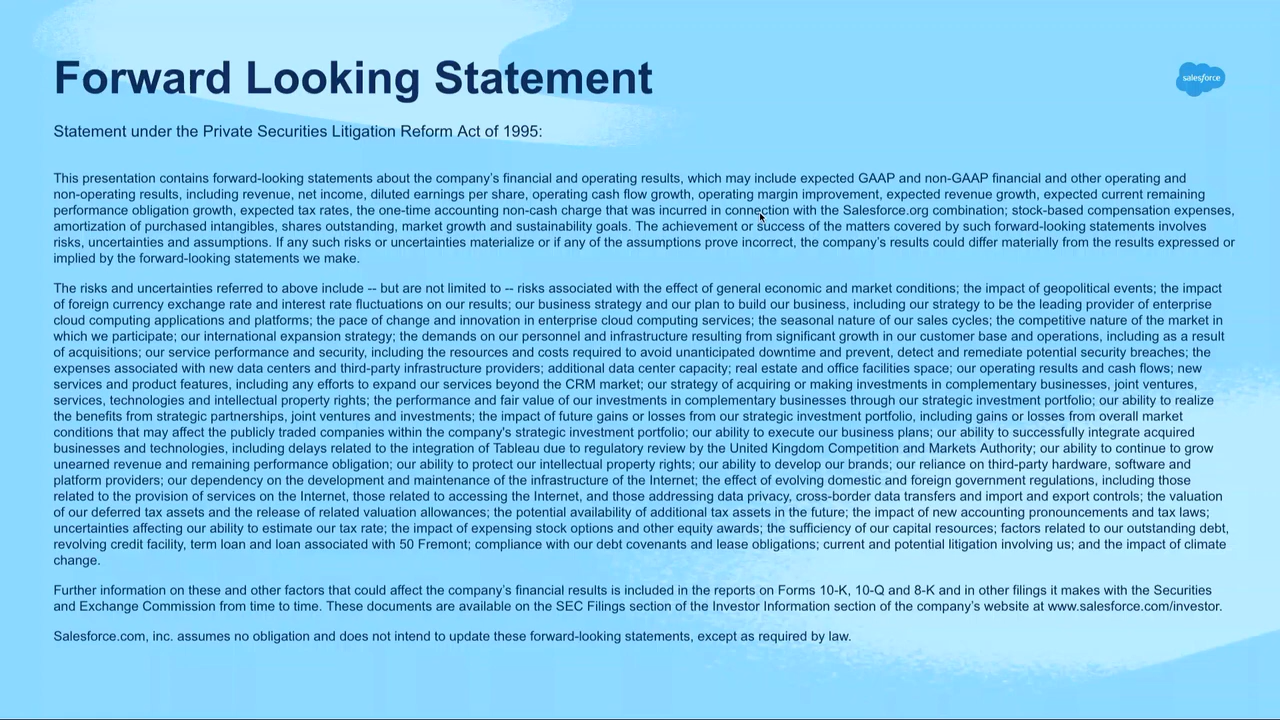 Forward Looking Statement
salesforce
Statement under the Private Securities Litigation Reform Act of 1995:
This presentation contains forward-looking statements about the company's financial and operating results, which may include expected GAAP and non-GAAP financial and other operating and
non-operating results, including revenue, net income, diluted earnings per share, operating cash flow growth, operating margin improvement, expected revenue growth, expected current remaining
performance obligation growth, expected tax rates, the one-time accounting non-cash charge that was incurred in connection with the Salesforce.org combination; stock-based compensation expenses,
amortization of purchased intangibles, shares outstanding, market growth and sustainability goals. The achievement or success of the matters covered by such forward-looking statements involves
risks, uncertainties and assumptions. If any such risks or uncertainties materialize or if any of the assumptions prove incorrect, the company's results could differ materially from the results expressed or
implied by the forward-looking statements we make.
The risks and uncertainties referred to above include -- but are not limited to -- risks associated with the effect of general economic and market conditions; the impact of geopolitical events; the impact
of foreign currency exchange rate and interest rate fluctuations on our results; our business strategy and our plan to build our business, including our strategy to be the leading provider of enterprise
cloud computing applications and platforms; the pace of change and innovation in enterprise cloud computing services; the seasonal nature of our sales cycles; the competitive nature of the market in
which we participate; our international expansion strategy; the demands on our personnel and infrastructure resulting from significant growth in our customer base and operations, including as a result
of acquisitions; our service performance and security, including the resources and costs required to avoid unanticipated downtime and prevent, detect and remediate potential security breaches; the
expenses associated with new data centers and third-party infrastructure providers; additional data center capacity; real estate and office facilities space; our operating results and cash flows; new
services and product features, including any efforts to expand our services beyond the CRM market; our strategy of acquiring or making investments in complementary businesses, joint ventures,
services, technologies and intellectual property rights; the performance and fair value of our investments in complementary businesses through our strategic investment portfolio; our ability to realize
the benefits from strategic partnerships, joint ventures and investments; the impact of future gains or losses from our strategic investment portfolio, including gains or losses from overall market
conditions that may affect the publicly traded companies within the company's strategic investment portfolio; our ability to execute our business plans; our ability to successfully integrate acquired
businesses and technologies, including delays related to the integration of Tableau due to regulatory review by the United Kingdom Competition and Markets Authority; our ability to continue to grow
unearned revenue and remaining performance obligation; our ability to protect our intellectual property rights; our ability to develop our brands; our reliance on third-party hardware, software and
platform providers; our dependency on the development and maintenance of the infrastructure of the Internet; the effect of evolving domestic and foreign government regulations, including those
related to the provision of services on the Internet, those related to accessing the Internet, and those addressing data privacy, cross-border data transfers and import and export controls; the valuation
of our deferred tax assets and the release of related valuation allowances; the potential availability of additional tax assets in the future; the impact of new accounting pronouncements and tax laws;
uncertainties affecting our ability to estimate our tax rate; the impact of expensing stock options and other equity awards; the sufficiency of our capital resources; factors related to our outstanding debt,
revolving credit facility, term loan and loan associated with 50 Fremont; compliance with our debt covenants and lease obligations; current and potential litigation involving us; and the impact of climate
change.
Further information on these and other factors that could affect the company's financial results is included in the reports on Forms 10-K, 10-Q and 8-K and in other filings it makes with the Securities
and Exchange Commission from time to time. These documents are available on the SEC Filings section of the Investor Information section of the company's website at www.salesforce.com/investor.
Salesforce.com, inc. assumes no obligation and does not intend to update these forward-looking statements, except as required by law.